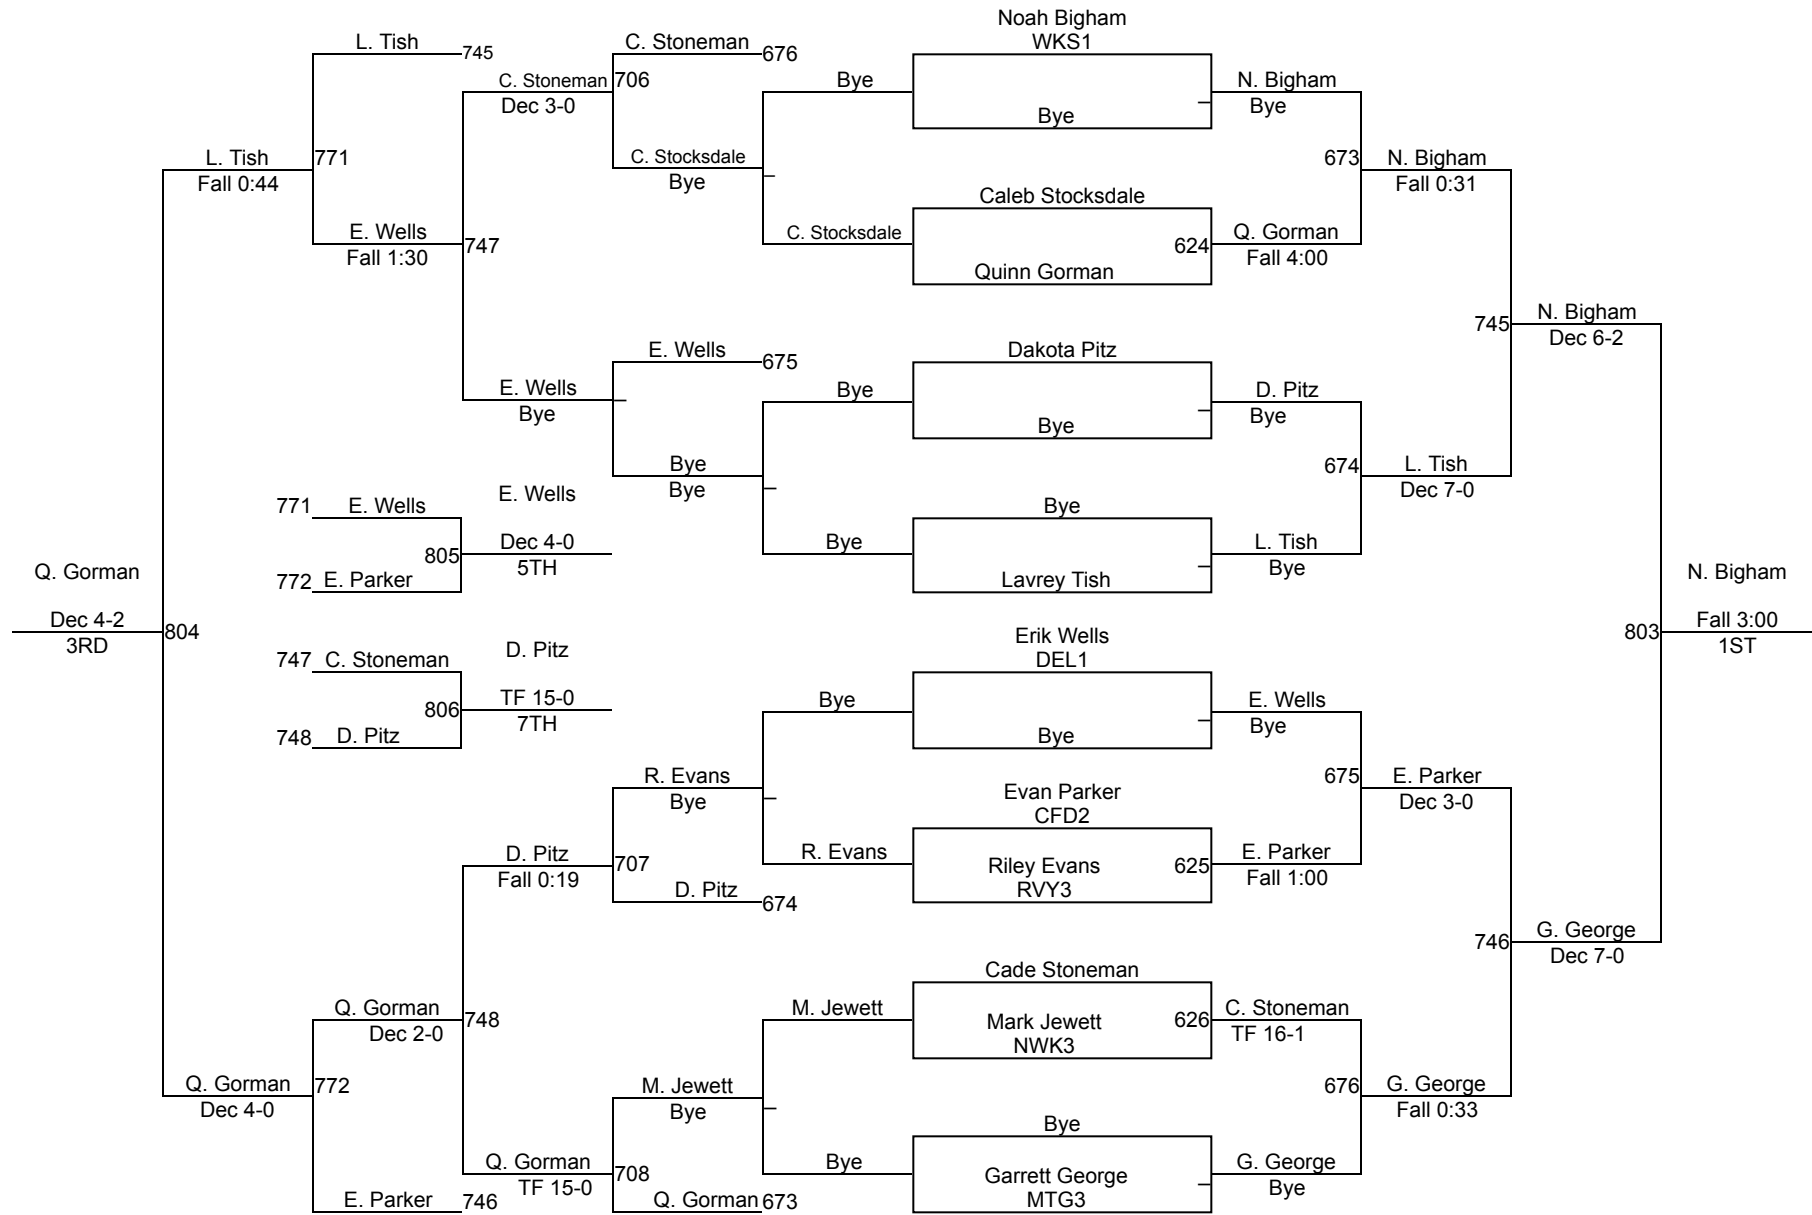 Noah Bigham
WKS1
L. Tish
745
C. Stoneman
676
C. Stoneman
706
Dec 3-0
Bye
Bye
N. Bigham
Bye
L. Tish
771
Fall 0:44
C. Stocksdale
Bye
673
N. Bigham
Fall 0:31
Caleb Stocksdale
E. Wells
747
Fall 1:30
C. Stocksdale
624
Q. Gorman
Fall 4:00
Quinn Gorman
745
N. Bigham
Dec 6-2
E. Wells
675
Dakota Pitz
E. Wells
Bye
Bye
Bye
D. Pitz
Bye
Bye
Bye
674
L. Tish
Dec 7-0
771
E. Wells
E. Wells
Bye
805
Dec 4-0
5TH
Bye
L. Tish
Bye
772
E. Parker
Lavrey Tish
Q. Gorman
Dec 4-2
3RD
804
N. Bigham
803
Fall 3:00
1ST
Erik Wells
DEL1
747
C. Stoneman
D. Pitz
806
TF 15-0
7TH
Bye
Bye
E. Wells
Bye
748
D. Pitz
R. Evans
Bye
675
E. Parker
Dec 3-0
Evan Parker
CFD2
D. Pitz
707
Fall 0:19
R. Evans
Riley Evans
RVY3
625
E. Parker
Fall 1:00
D. Pitz
674
746
G. George
Dec 7-0
Cade Stoneman
Q. Gorman
748
Dec 2-0
M. Jewett
Mark Jewett
NWK3
626
C. Stoneman
TF 16-1
Q. Gorman
772
Dec 4-0
M. Jewett
Bye
676
G. George
Fall 0:33
Bye
Q. Gorman
708
TF 15-0
Bye
Garrett George
MTG3
G. George
Bye
E. Parker
746
Q. Gorman
673